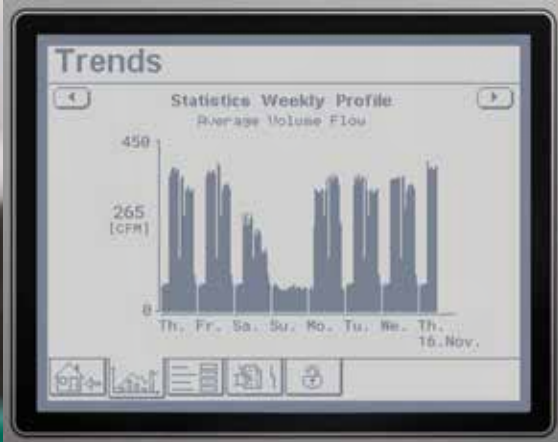 Trends
Statistics Weekly Profile
Average Volume Flow
450
265
[CFM]
0
Th. Fr. Sa. Su. Mo. Tu. We. Th.
16.Nov.